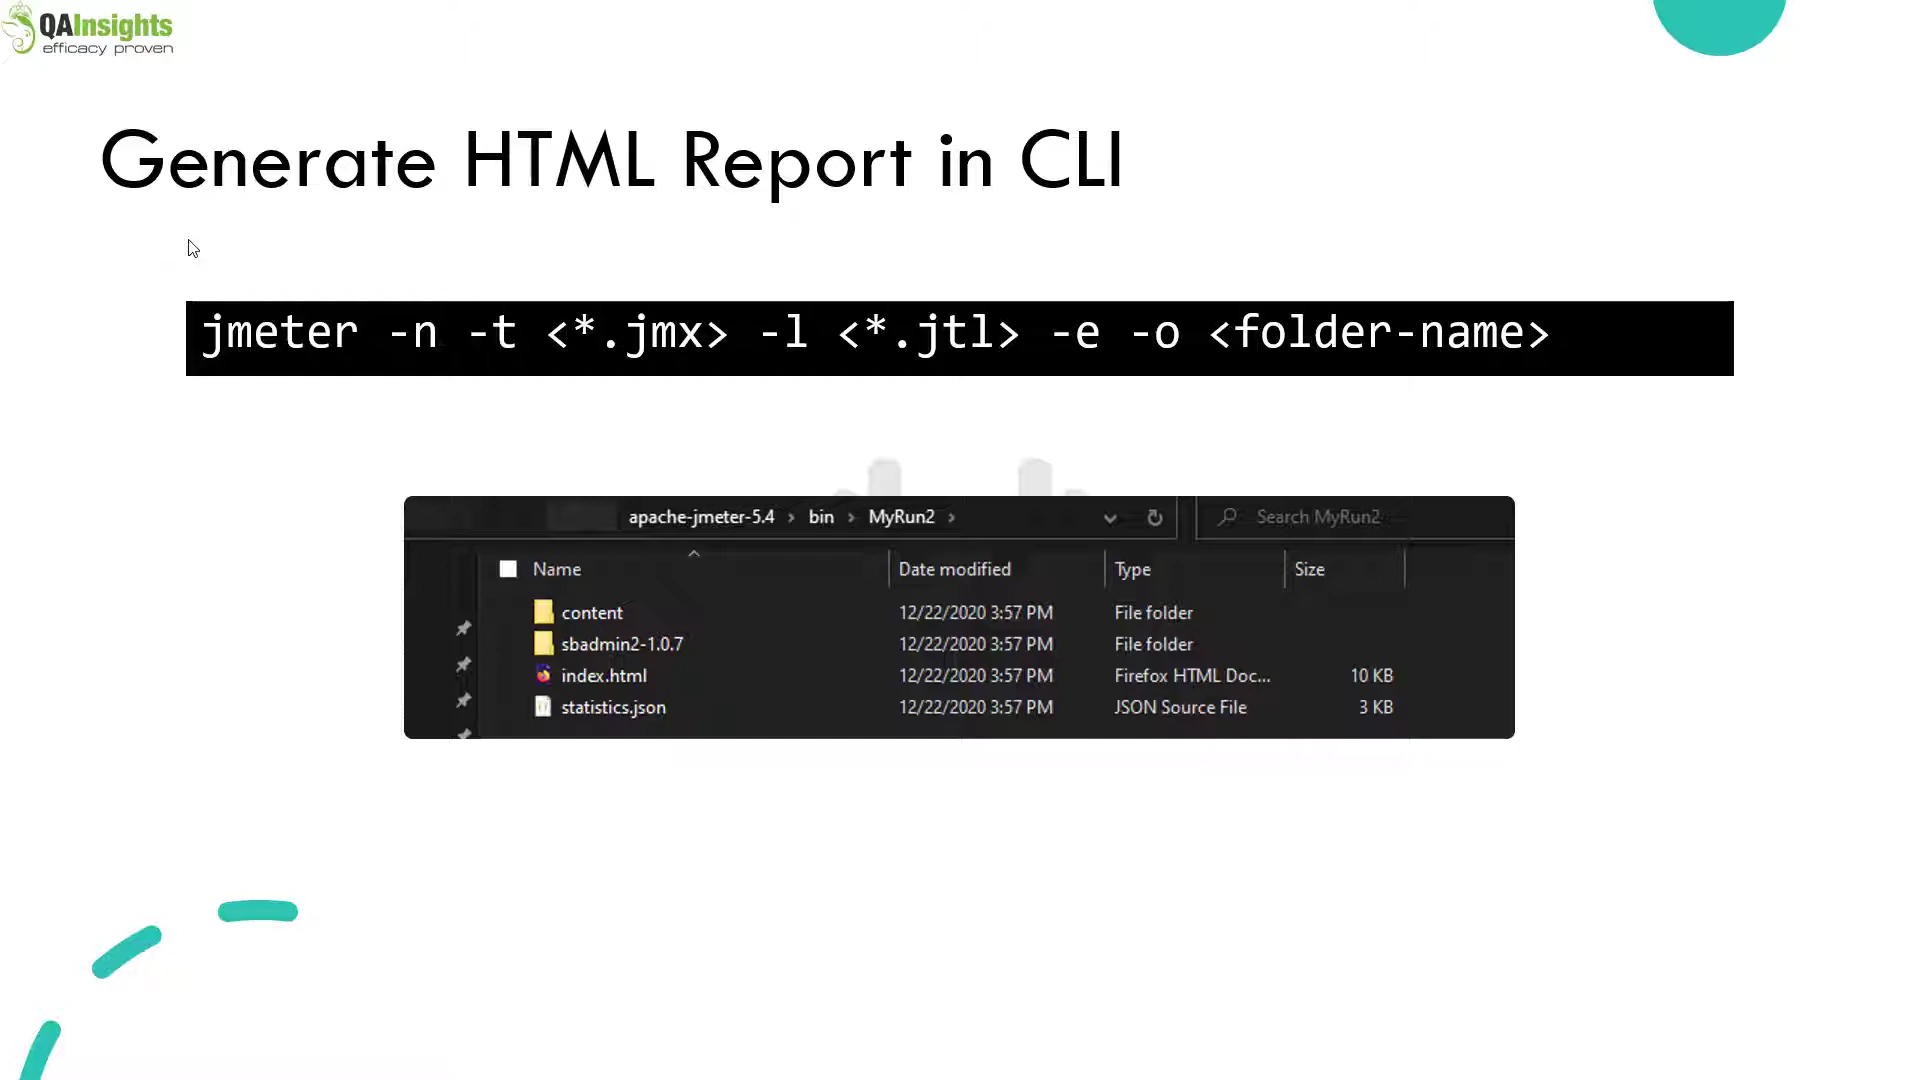 QAInsights
efficacy proven
Generate HTML Report in CLI
jmeter -n -t <*.jmx> -l <*.jtl> -e -o <folder-name>
apache-jmeter-5.4 › bin › MyRun2 › Search MyRun2
Name Date modified Type Size
content 12/22/2020 3:57 PM File folder
sbadmin2-1.0.7 12/22/2020 3:57 PM File folder
index.html 12/22/2020 3:57 PM Firefox HTML Doc... 10 KB
statistics.json 12/22/2020 3:57 PM JSON Source File 3 KB